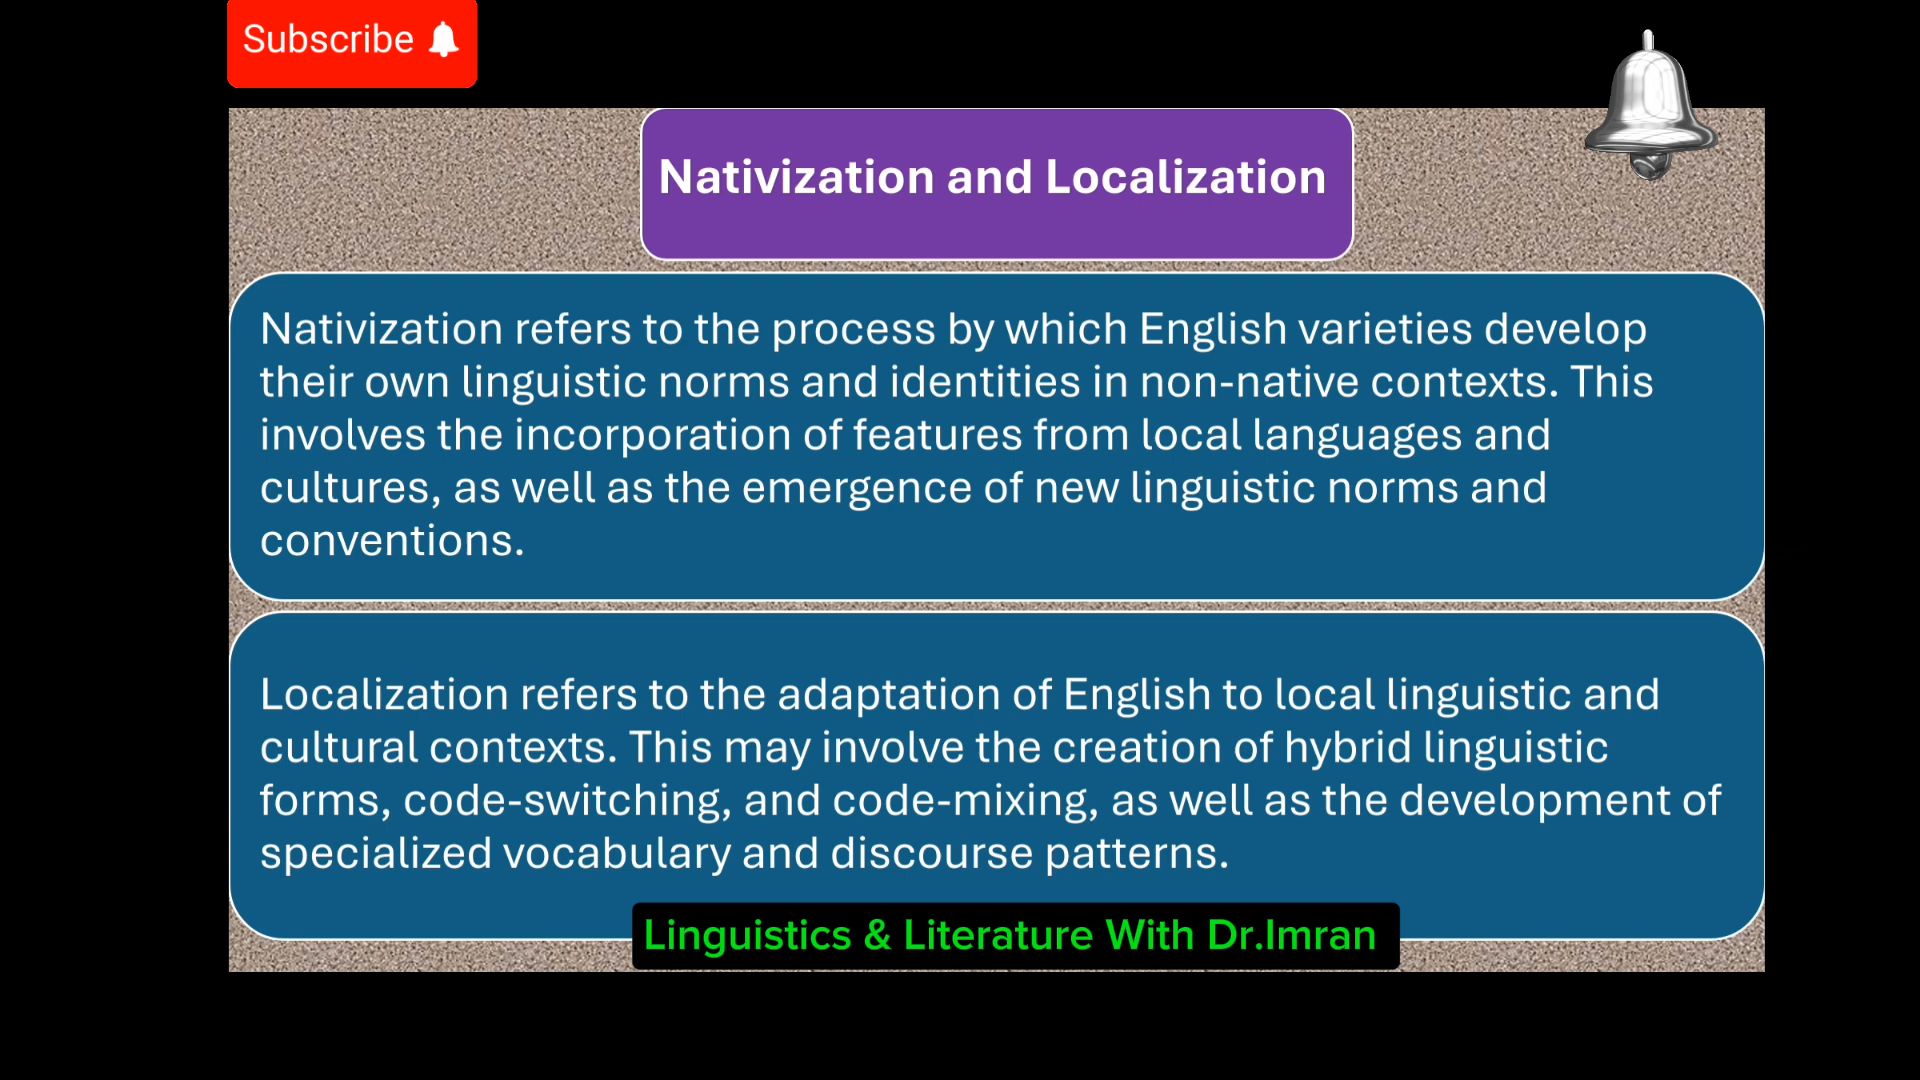 Subscribe
Nativization and Localization
Nativization refers to the process by which English varieties develop
their own linguistic norms and identities in non-native contexts. This
involves the incorporation of features from local languages and
cultures, as well as the emergence of new linguistic norms and
conventions.
Localization refers to the adaptation of English to local linguistic and
cultural contexts. This may involve the creation of hybrid linguistic
forms, code-switching, and code-mixing, as well as the development of
specialized vocabulary and discourse patterns.
Linguistics & Literature With Dr.Imran